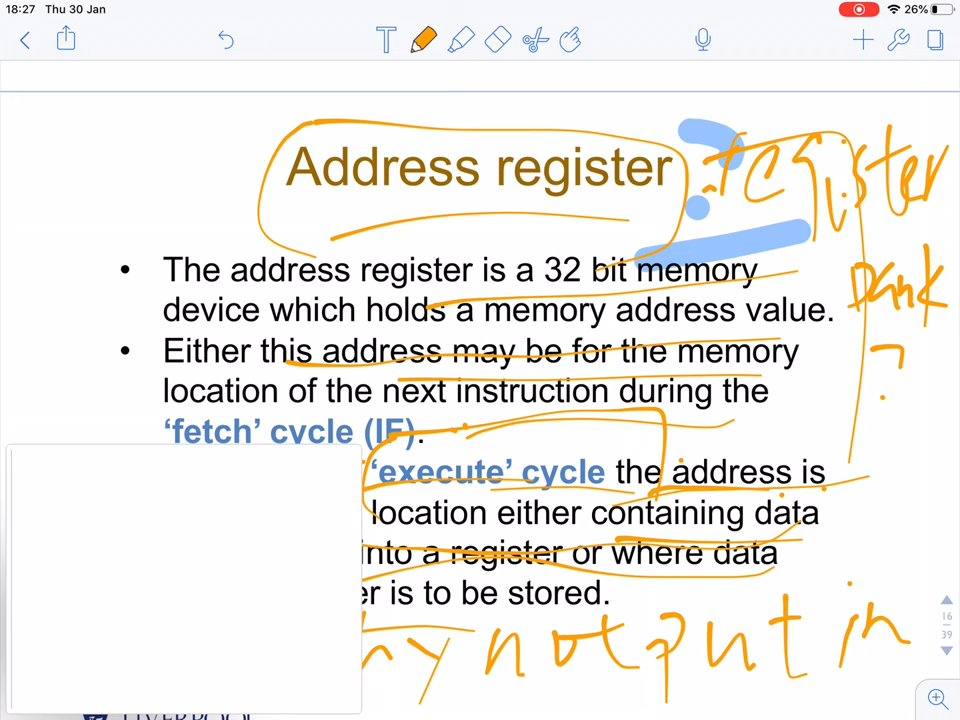 18:27 Thu 30 Jan
26%
T
Address register
register
bank
?
• The address register is a 32 bit memory
device which holds a memory address value.
• Either this address may be for the memory
location of the next instruction during the
‘fetch’ cycle (IF).
‘execute’ cycle the address is
location either containing data
into a register or where data
er is to be stored.
hy not put in
16
39
LIVERPOOL